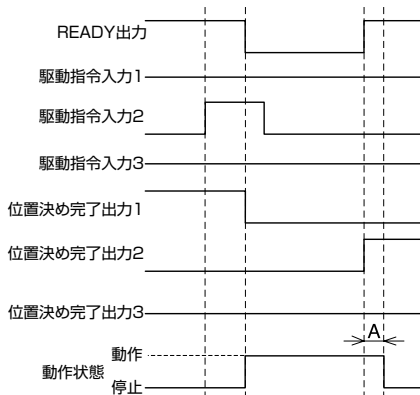 READY出力
駆動指令入力1
駆動指令入力2
駆動指令入力3
位置決め完了出力1
位置決め完了出力2
位置決め完了出力3
A
動作
動作状態
停止